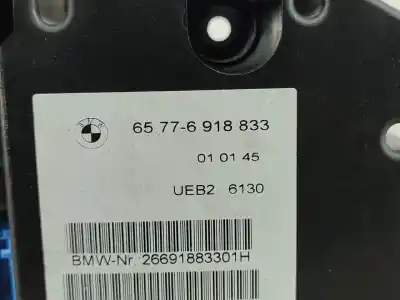 65.77-6 918 833
01 01 45
UEB2 6130
BMW-Nr. 26691883301H